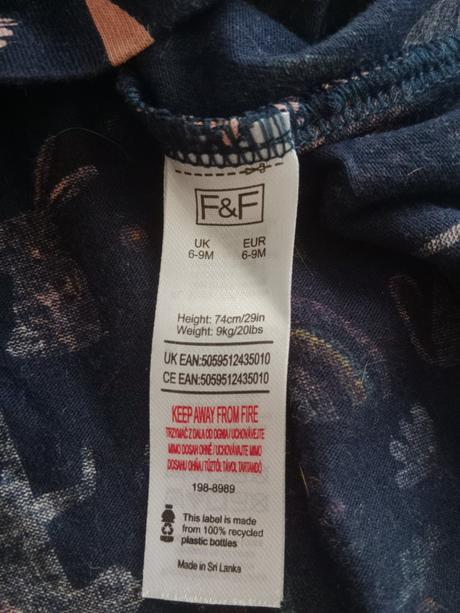 F&F
UK EUR
6-9M 6-9M
Height: 74cm/29in
Weight: 9kg/20lbs
UK EAN:5059512435010
CE EAN:5059512435010
KEEP AWAY FROM FIRE
TRZYMAĆ Z DALA OD OGNIA / UCHOVÁVEJTE
MIMO DOSAH OHNĚ / UCHOVÁVAJTE MIMO
DOSAHU OHŇA / TŰZTŐL TÁVOL TARTANDÓ
198-8989
This label is made
from 100% recycled
plastic bottles
Made in Sri Lanka